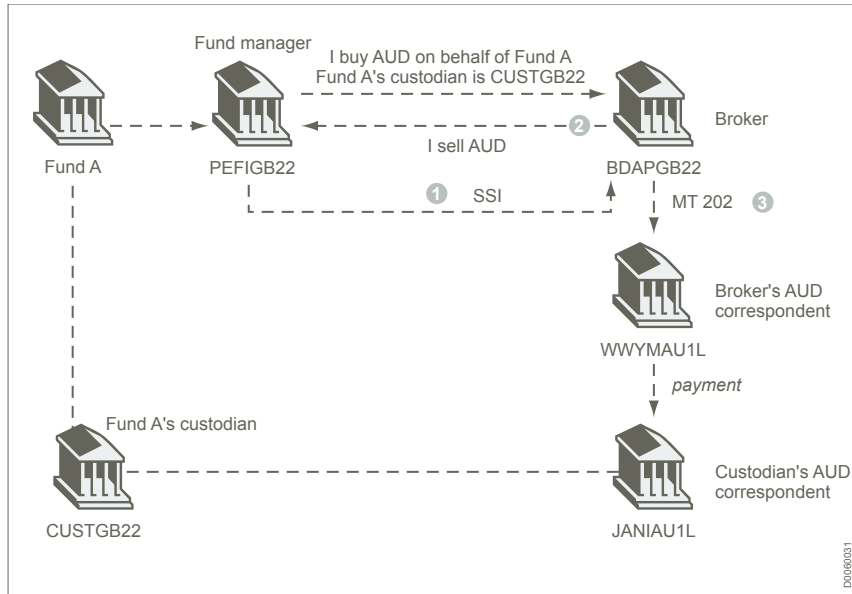 Fund manager
I buy AUD on behalf of Fund A
Fund A's custodian is CUSTGB22
Broker
2
I sell AUD
Fund A
PEFIGB22
BDAPGB22
1 SSI
MT 202 3
Broker's AUD
correspondent
WWYMAU1L
payment
Fund A's custodian
Custodian's AUD
correspondent
CUSTGB22
JANIAU1L
D0060031